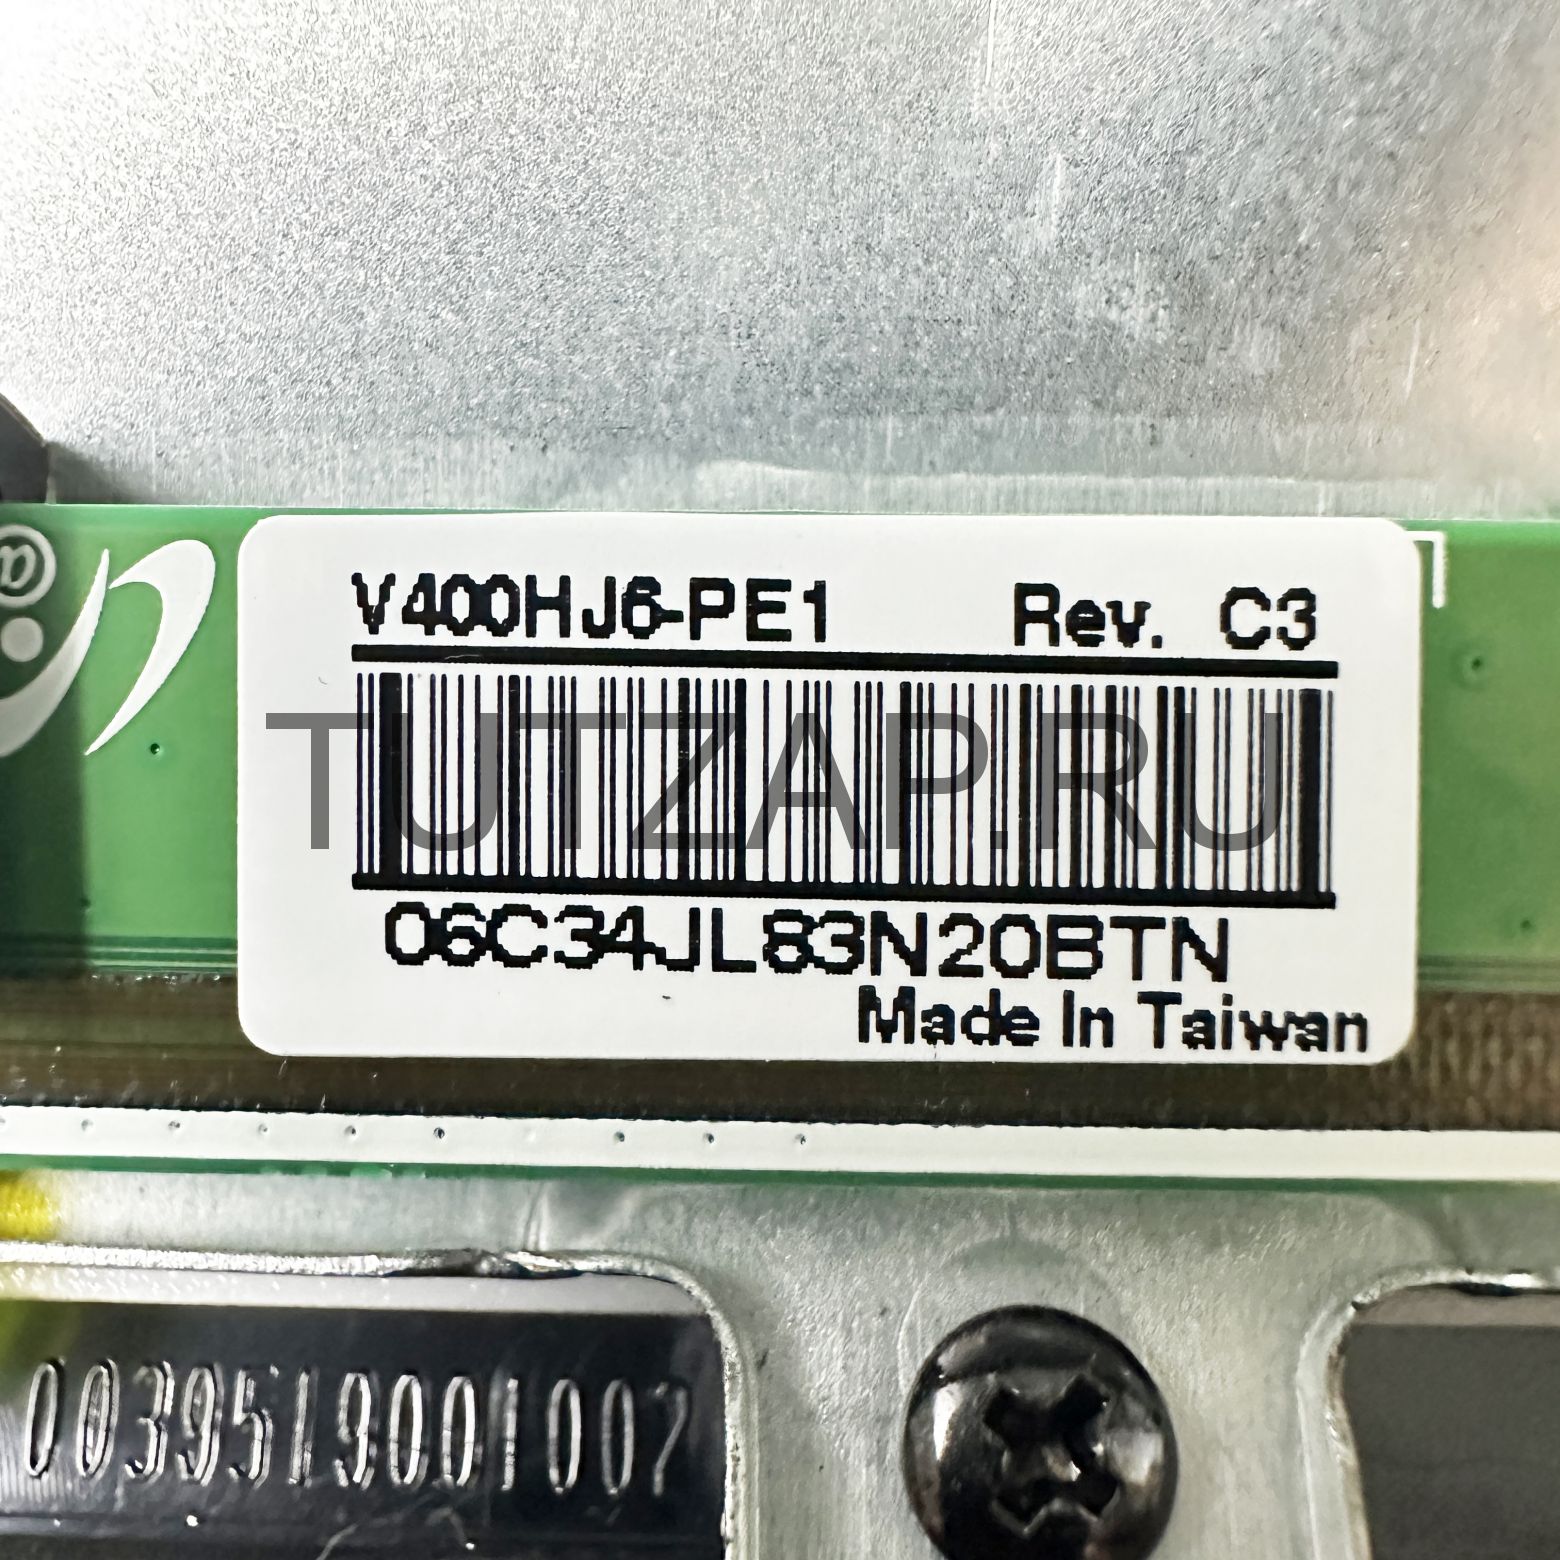 V400HJ6-PE1 Rev. C3
TUTZAP.RU
06C34JL83N20BTN
Made In Taiwan
0039519001007